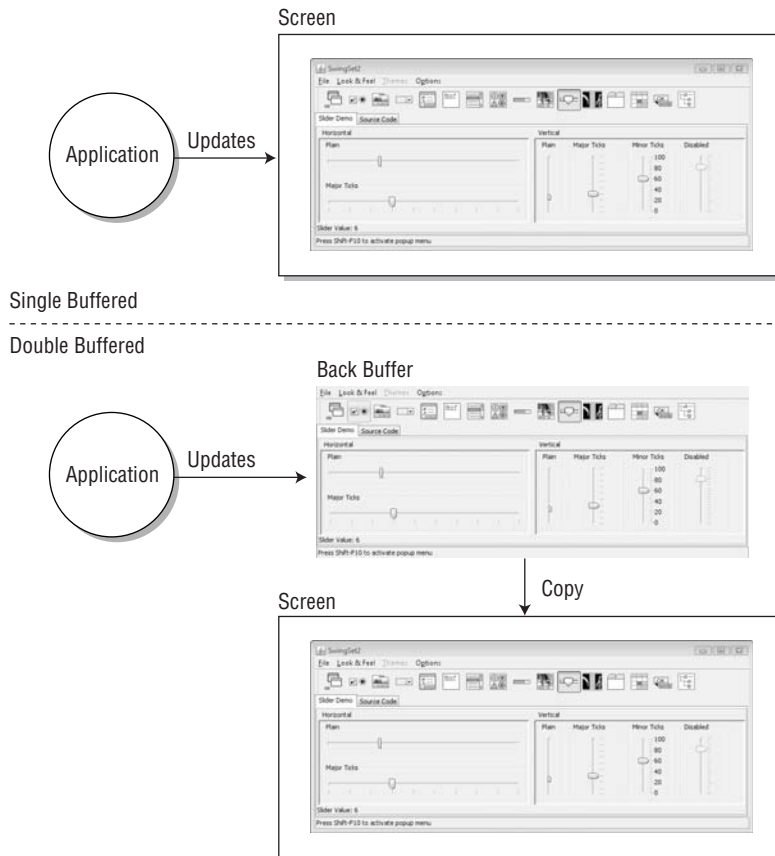 Screen
SwingSet2
File Look & Feel Themes Options
Slider Demo Source Code
Horizontal Vertical
Plain Plain Major Ticks Minor Ticks Disabled
100
80
60
Major Ticks 40
20
0
Slider Value: 6
Press Shift-F10 to activate popup menu
Application
Updates
Single Buffered
Double Buffered
Back Buffer
File Look & Feel Themes Options
Slider Demo Source Code
Horizontal Vertical
Plain Plain Major Ticks Minor Ticks Disabled
100
80
60
Major Ticks 40
20
0
Slider Value: 6
Press Shift-F10 to activate popup menu
Application
Updates
Copy
Screen
SwingSet2
File Look & Feel Themes Options
Slider Demo Source Code
Horizontal Vertical
Plain Plain Major Ticks Minor Ticks Disabled
100
80
60
Major Ticks 40
20
0
Slider Value: 6
Press Shift-F10 to activate popup menu